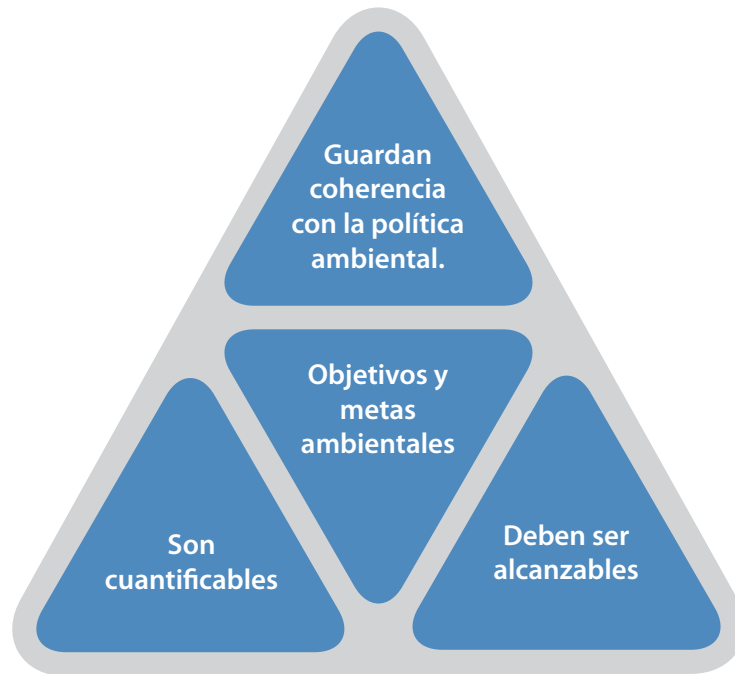 Guardan
coherencia
con la política
ambiental.
Objetivos y
metas
ambientales
Son
cuantificables
Deben ser
alcanzables